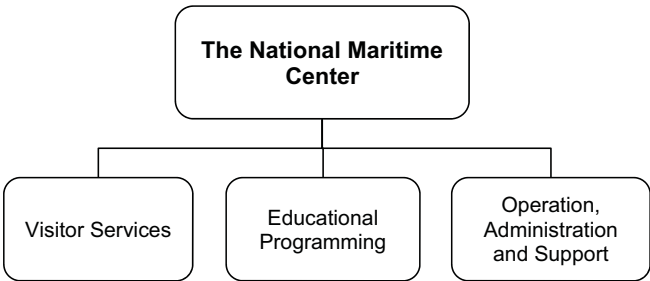 The National Maritime
Center
Visitor Services
Educational
Programming
Operation,
Administration
and Support